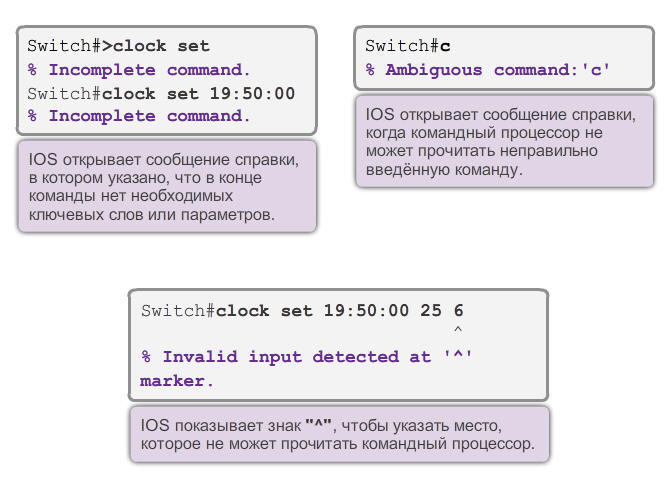 Switch#>clock set
% Incomplete command.
Switch#clock set 19:50:00
% Incomplete command.
IOS открывает сообщение справки,
в котором указано, что в конце
команды нет необходимых
ключевых слов или параметров.
Switch#c
% Ambiguous command:'c'
IOS открывает сообщение справки,
когда командный процессор не
может прочитать неправильно
введённую команду.
Switch#clock set 19:50:00 25 6
^
% Invalid input detected at '^'
marker.
IOS показывает знак "^", чтобы указать место,
которое не может прочитать командный процессор.